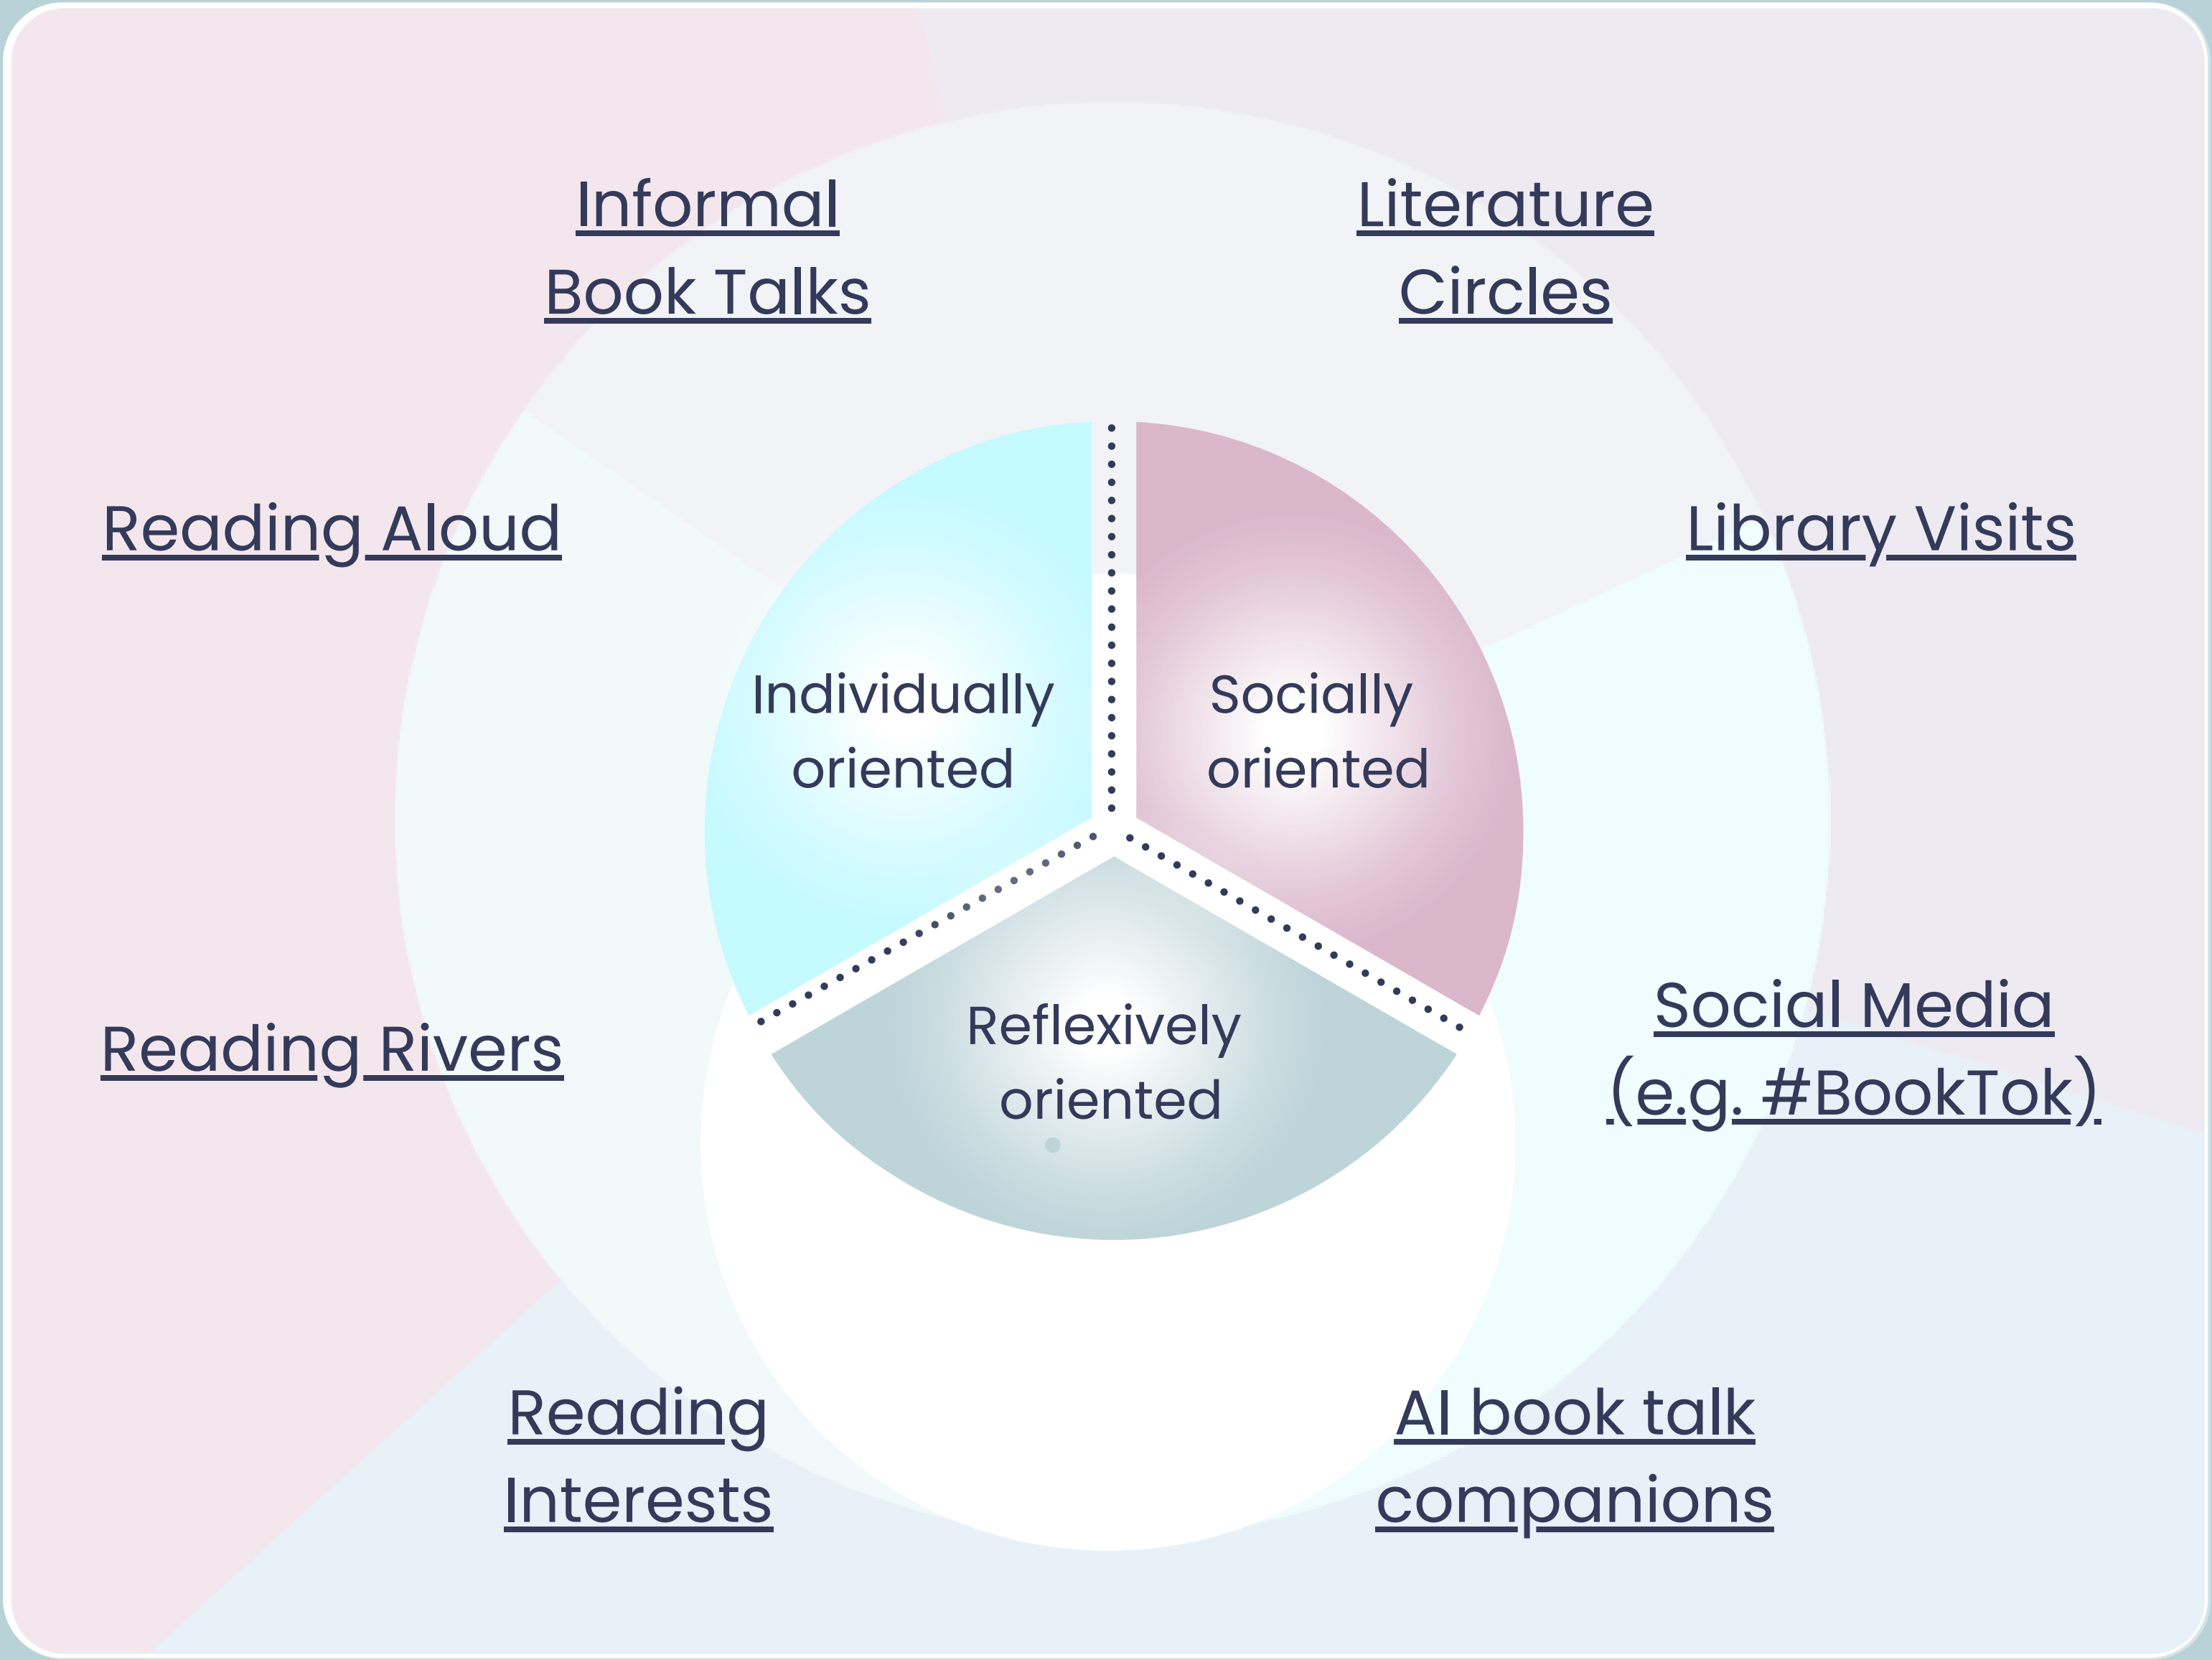 Informal
Book Talks
Literature
Circles
Reading Aloud
Library Visits
Individually
oriented
Socially
oriented
Reflexively
oriented
Reading Rivers
Social Media
(e.g. #BookTok)
Reading
Interests
AI book talk
companions